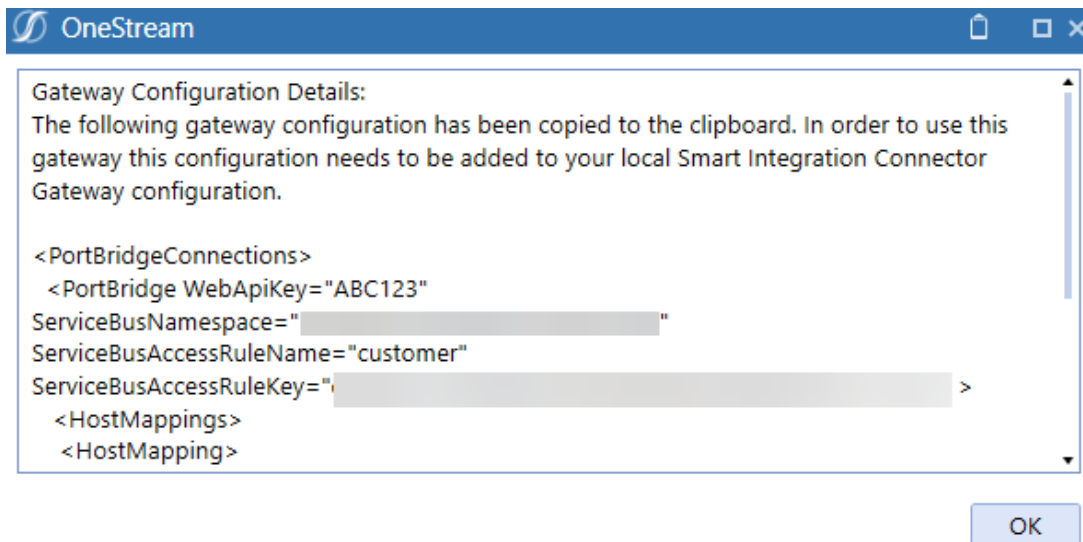 OneStream
Gateway Configuration Details:
The following gateway configuration has been copied to the clipboard. In order to use this
gateway this configuration needs to be added to your local Smart Integration Connector
Gateway configuration.
<PortBridgeConnections>
<PortBridge WebApiKey="ABC123"
ServiceBusNamespace=" "
ServiceBusAccessRuleName="customer"
ServiceBusAccessRuleKey=" >
<HostMappings>
<HostMapping>
OK